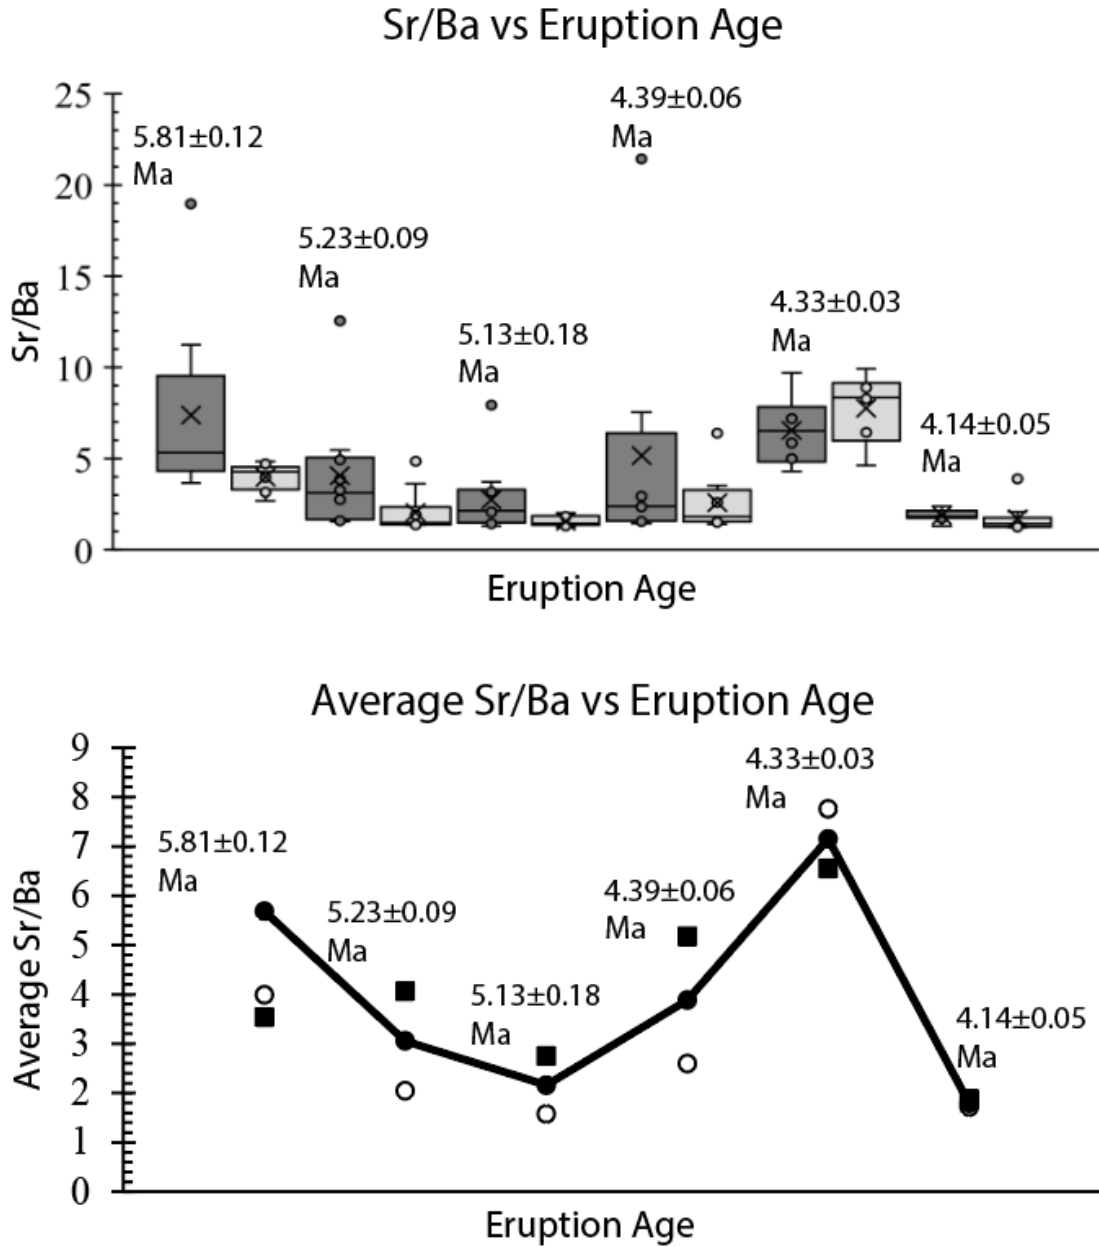 Sr/Ba vs Eruption Age
25
20
15
10
5
0
Sr/Ba
5.81±0.12
Ma
5.23±0.09
Ma
5.13±0.18
Ma
4.39±0.06
Ma
4.33±0.03
Ma
4.14±0.05
Ma
Eruption Age
Average Sr/Ba vs Eruption Age
9
8
7
6
5
4
3
2
1
0
Average Sr/Ba
5.81±0.12
Ma
5.23±0.09
Ma
5.13±0.18
Ma
4.39±0.06
Ma
4.33±0.03
Ma
4.14±0.05
Ma
Eruption Age